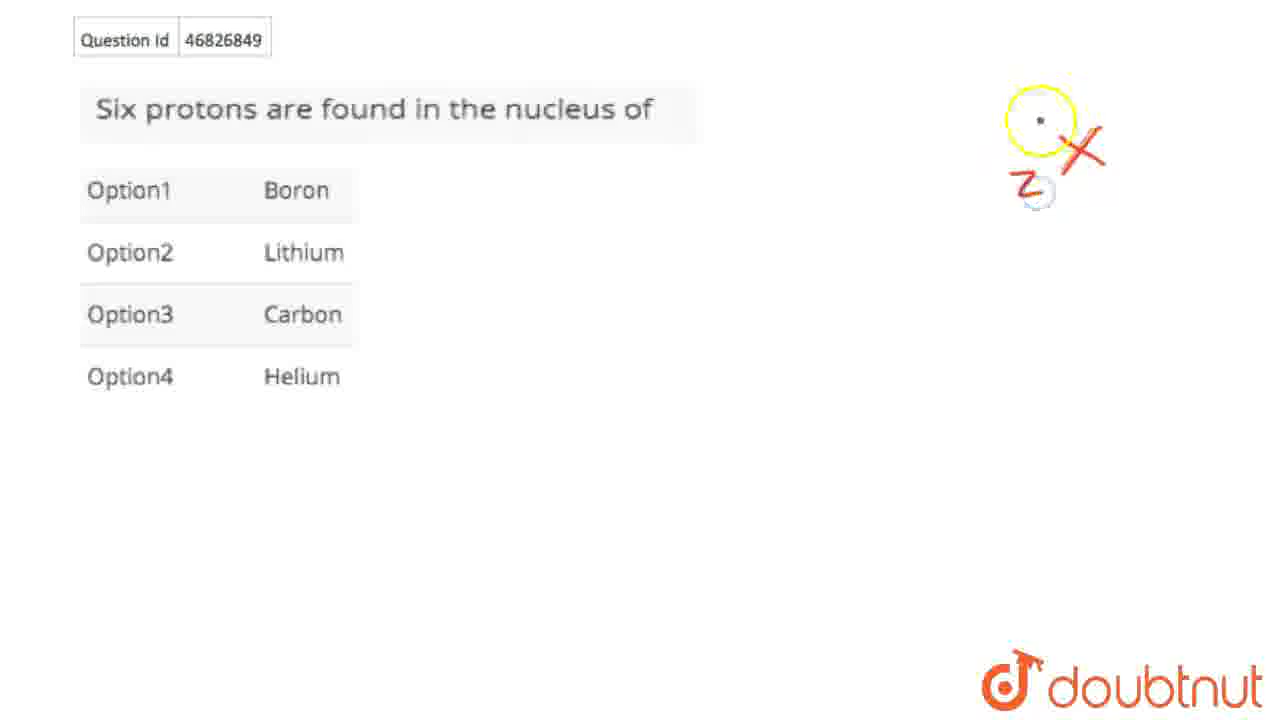 Question Id 46826849
Six protons are found in the nucleus of
Option1 Boron
Option2 Lithium
Option3 Carbon
Option4 Helium
X
Z
doubtnut